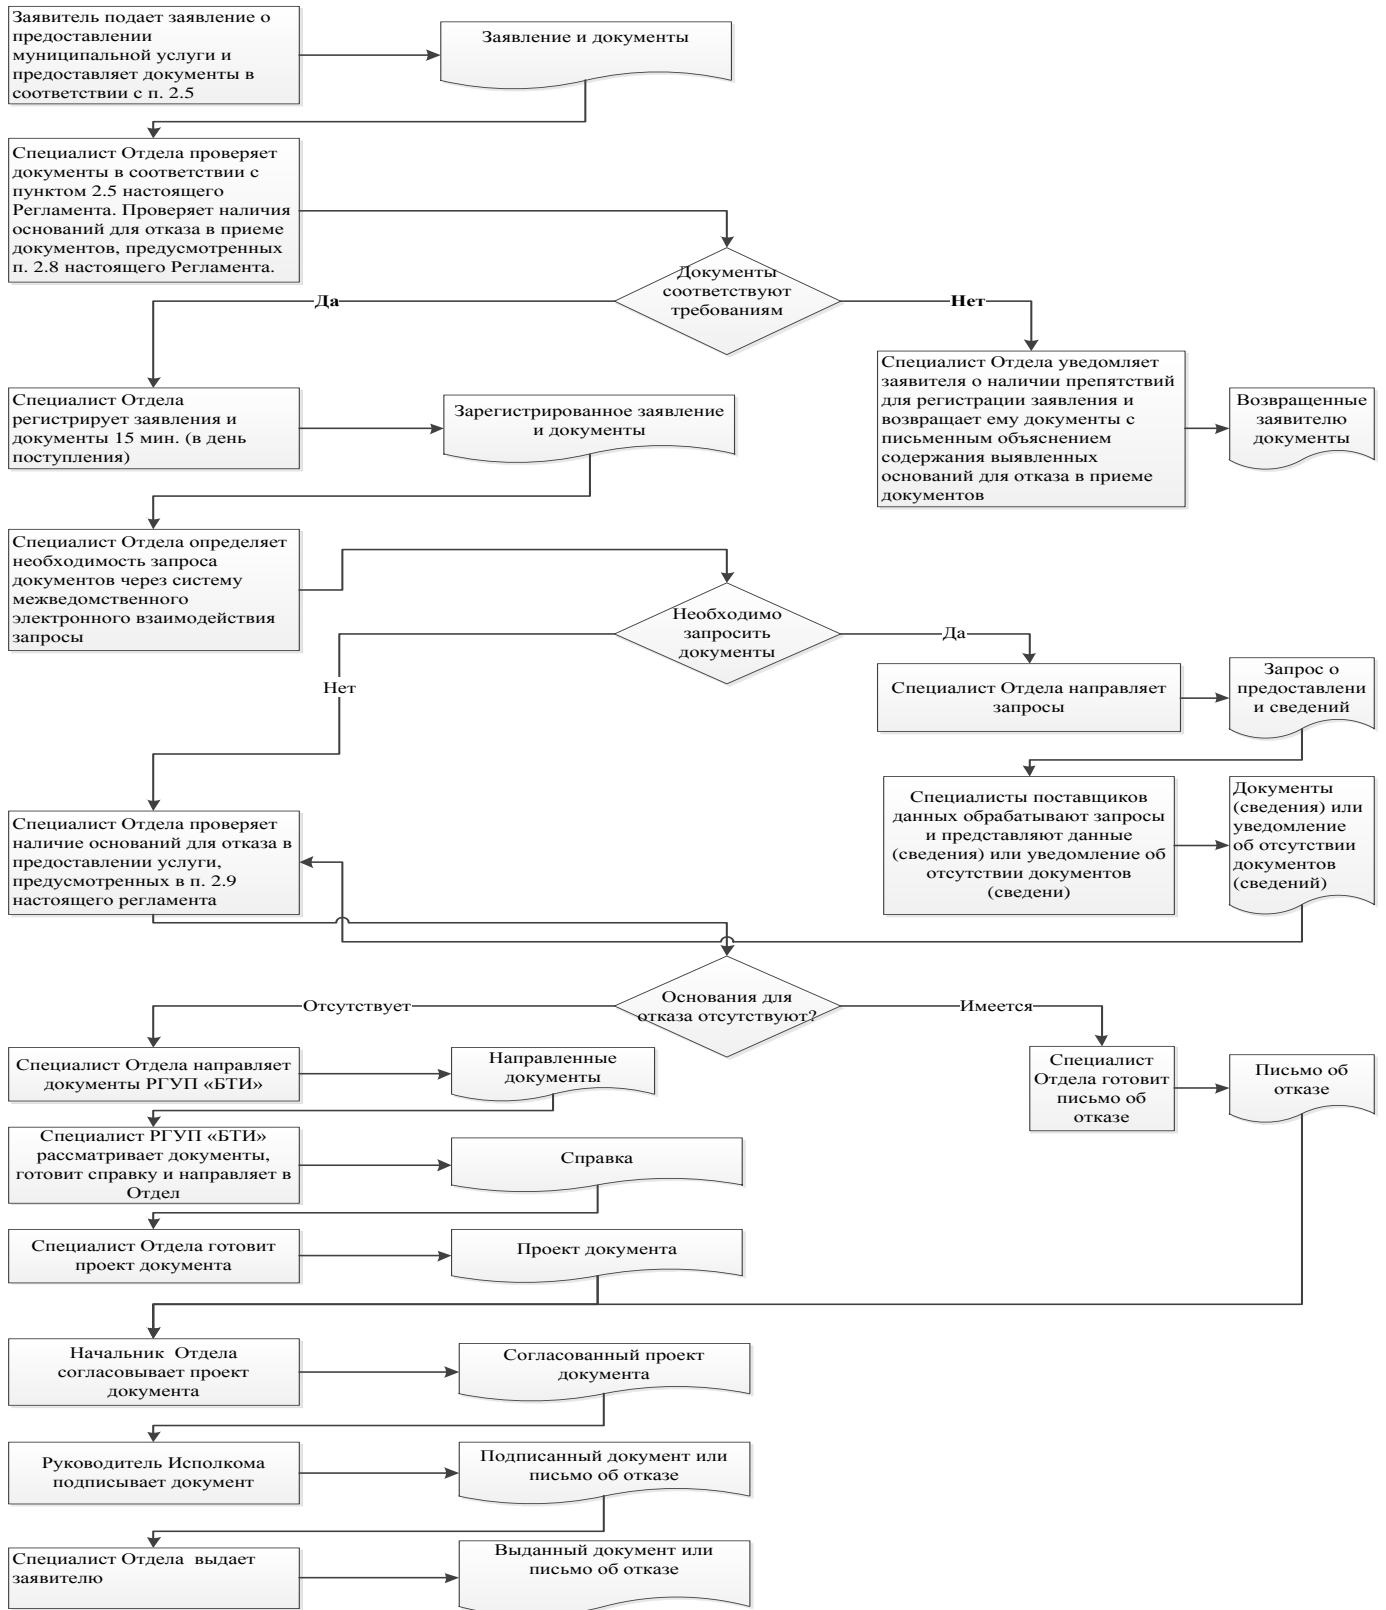 Заявитель подает заявление о
предоставлении
муниципальной услуги и
предоставляет документы в
соответствии с п. 2.5
Заявление и документы
Специалист Отдела проверяет
документы в соответствии с
пунктом 2.5 настоящего
Регламента. Проверяет наличия
оснований для отказа в приеме
документов, предусмотренных
п. 2.8 настоящего Регламента.
Документы
соответствуют
требованиям
Да
Нет
Специалист Отдела
регистрирует заявления и
документы 15 мин. (в день
поступления)
Зарегистрированное заявление
и документы
Специалист Отдела уведомляет
заявителя о наличии препятствий
для регистрации заявления и
возвращает ему документы с
письменным объяснением
содержания выявленных
оснований для отказа в приеме
документов
Возвращенные
заявителю
документы
Специалист Отдела определяет
необходимость запроса
документов через систему
межведомственного
электронного взаимодействия
запросы
Необходимо
запросить
документы
Да
Нет
Специалист Отдела направляет
запросы
Запрос о
предоставлени
и сведений
Специалисты поставщиков
данных обрабатывают запросы
и представляют данные
(сведения) или уведомление об
отсутствии документов
(сведени)
Документы
(сведения) или
уведомление
об отсутствии
документов
(сведений)
Специалист Отдела проверяет
наличие оснований для отказа в
предоставлении услуги,
предусмотренных в п. 2.9
настоящего регламента
Основания для
отказа отсутствуют?
Отсутствует
Имеется
Специалист Отдела направляет
документы РГУП «БТИ»
Направленные
документы
Специалист
Отдела готовит
письмо об
отказе
Письмо об
отказе
Специалист РГУП «БТИ»
рассматривает документы,
готовит справку и направляет в
Отдел
Справка
Специалист Отдела готовит
проект документа
Проект документа
Начальник  Отдела
согласовывает проект
документа
Согласованный проект
документа
Руководитель Исполкома
подписывает документ
Подписанный документ или
письмо об отказе
Специалист Отдела  выдает
заявителю
Выданный документ или
письмо об отказе